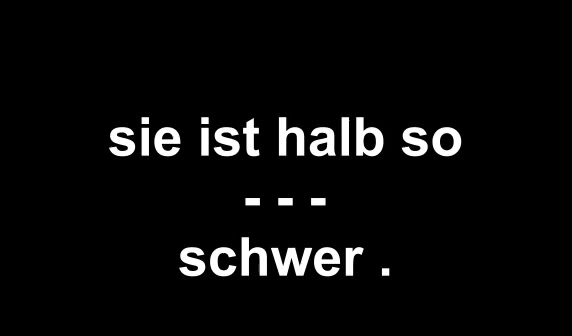 sie ist halb so
- - -
schwer .